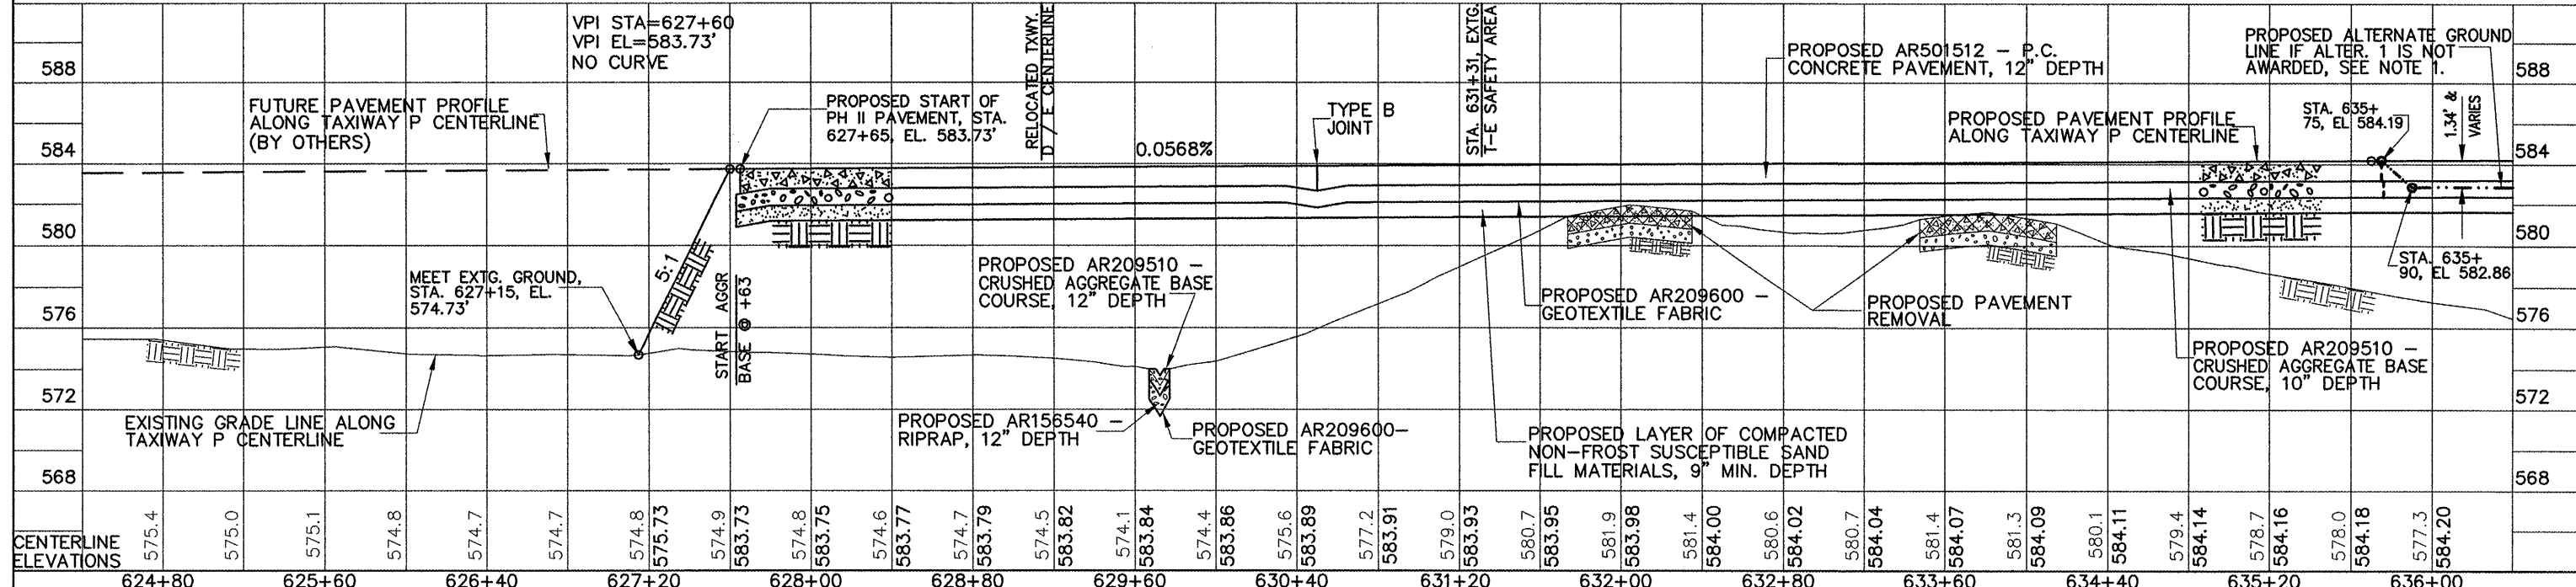 VPI STA=627+60
VPI EL=583.73'
NO CURVE
RELOCATED TXWY.
D / E CENTERLINE
STA. 631+31, EXTG.
T-E SAFETY AREA
PROPOSED AR501512 – P.C.
CONCRETE PAVEMENT, 12" DEPTH
PROPOSED ALTERNATE GROUND
LINE IF ALTER. 1 IS NOT
AWARDED, SEE NOTE 1.
588
588
FUTURE PAVEMENT PROFILE
ALONG TAXIWAY P CENTERLINE
(BY OTHERS)
PROPOSED START OF
PH II PAVEMENT, STA.
627+65, EL. 583.73'
TYPE B
JOINT
0.0568%
PROPOSED PAVEMENT PROFILE
ALONG TAXIWAY P CENTERLINE
STA. 635+
75, EL 584.19
1.34' &
VARIES
584
584
580
580
5:1
MEET EXTG. GROUND,
STA. 627+15, EL.
574.73'
START AGGR
BASE @ +63
PROPOSED AR209510 –
CRUSHED AGGREGATE BASE
COURSE, 12" DEPTH
PROPOSED AR209600 –
GEOTEXTILE FABRIC
PROPOSED PAVEMENT
REMOVAL
STA. 635+
90, EL 582.86
576
576
PROPOSED AR209510 –
CRUSHED AGGREGATE BASE
COURSE, 10" DEPTH
572
572
EXISTING GRADE LINE ALONG
TAXIWAY P CENTERLINE
PROPOSED AR156540 –
RIPRAP, 12" DEPTH
PROPOSED AR209600–
GEOTEXTILE FABRIC
PROPOSED LAYER OF COMPACTED
NON-FROST SUSCEPTIBLE SAND
FILL MATERIALS, 9" MIN. DEPTH
568
568
CENTERLINE
ELEVATIONS
575.4
575.0
575.1
574.8
574.7
574.7
574.8
575.73
574.9
583.73
574.8
583.75
574.6
583.77
574.7
583.79
574.5
583.82
574.1
583.84
574.4
583.86
575.6
583.89
577.2
583.91
579.0
583.93
580.7
583.95
581.9
583.98
581.4
584.00
580.6
584.02
580.7
584.04
581.4
584.07
581.3
584.09
580.1
584.11
579.4
584.14
578.7
584.16
578.0
584.18
577.3
584.20
624+80
625+60
626+40
627+20
628+00
628+80
629+60
630+40
631+20
632+00
632+80
633+60
634+40
635+20
636+00